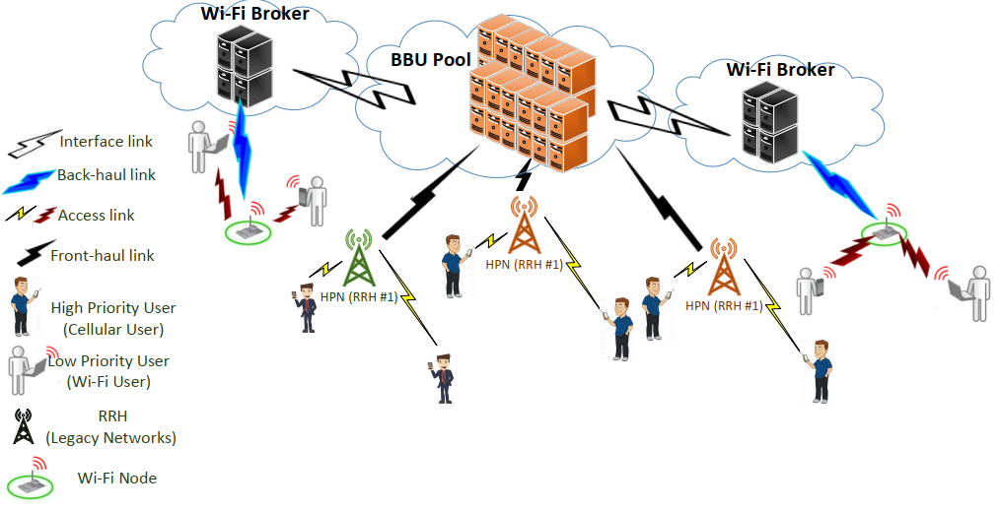 Wi-Fi Broker
BBU Pool
Wi-Fi Broker
Interface link
Back-haul link
Access link
Front-haul link
High Priority User
(Cellular User)
Low Priority User
(Wi-Fi User)
RRH
(Legacy Networks)
Wi-Fi Node
HPN (RRH #1)
HPN (RRH #1)
HPN (RRH #1)